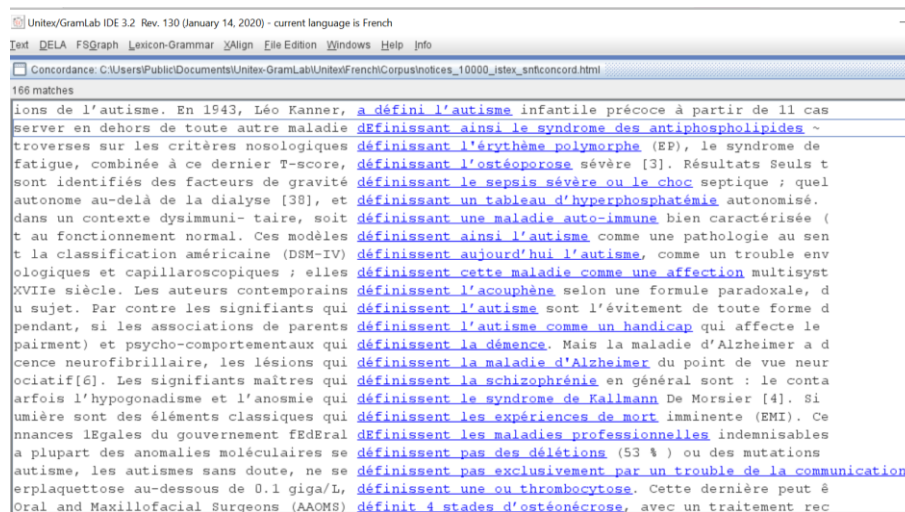 Unitex/GramLab IDE 3.2 Rev. 130 (January 14, 2020) - current language is French
Text DELA FSGraph Lexicon-Grammar XAlign File Edition Windows Help Info
Concordance: C:\Users\Public\Documents\Unitex-GramLab\Unitex\French\Corpus\notices_10000_istex_snt\concord.html
166 matches
ions de l’autisme. En 1943, Léo Kanner, a défini l’autisme infantile précoce à partir de 11 cas
server en dehors de toute autre maladie dEfinissant ainsi le syndrome des antiphospholipides ~
troverses sur les critères nosologiques définissant l'érythème polymorphe (EP), le syndrome de
fatigue, combinée à ce dernier T-score, définissant l’ostéoporose sévère [3]. Résultats Seuls t
sont identifiés des facteurs de gravité définissant le sepsis sévère ou le choc septique ; quel
autonome au-delà de la dialyse [38], et définissant un tableau d’hyperphosphatémie autonomisé.
dans un contexte dysimmuni- taire, soit définissant une maladie auto-immune bien caractérisée (
t au fonctionnement normal. Ces modèles définissent ainsi l’autisme comme une pathologie au sen
t la classification américaine (DSM-IV) définissent aujourd’hui l’autisme, comme un trouble env
ologiques et capillaroscopiques ; elles définissent cette maladie comme une affection multisyst
XVIIe siècle. Les auteurs contemporains définissent l’acouphène selon une formule paradoxale, d
u sujet. Par contre les signifiants qui définissent l’autisme sont l’évitement de toute forme d
pendant, si les associations de parents définissent l’autisme comme un handicap qui affecte le
pairment) et psycho-comportementaux qui définissent la démence. Mais la maladie d’Alzheimer a d
cence neurofibrillaire, les lésions qui définissent la maladie d'Alzheimer du point de vue neur
ociatif[6]. Les signifiants maîtres qui définissent la schizophrénie en général sont : le conta
arfois l’hypogonadisme et l’anosmie qui définissent le syndrome de Kallmann De Morsier [4]. Si
umière sont des éléments classiques qui définissent les expériences de mort imminente (EMI). Ce
nnances lEgales du gouvernement fEdEral dEfinissent les maladies professionnelles indemnisables
a plupart des anomalies moléculaires se définissent pas des délétions (53 % ) ou des mutations
autisme, les autismes sans doute, ne se définissent pas exclusivement par un trouble de la communication
erplaquettose au-dessous de 0.1 giga/L, définissent une ou thrombocytose. Cette dernière peut ê
Oral and Maxillofacial Surgeons (AAOMS) définit 4 stades d’ostéonécrose, avec un traitement rec